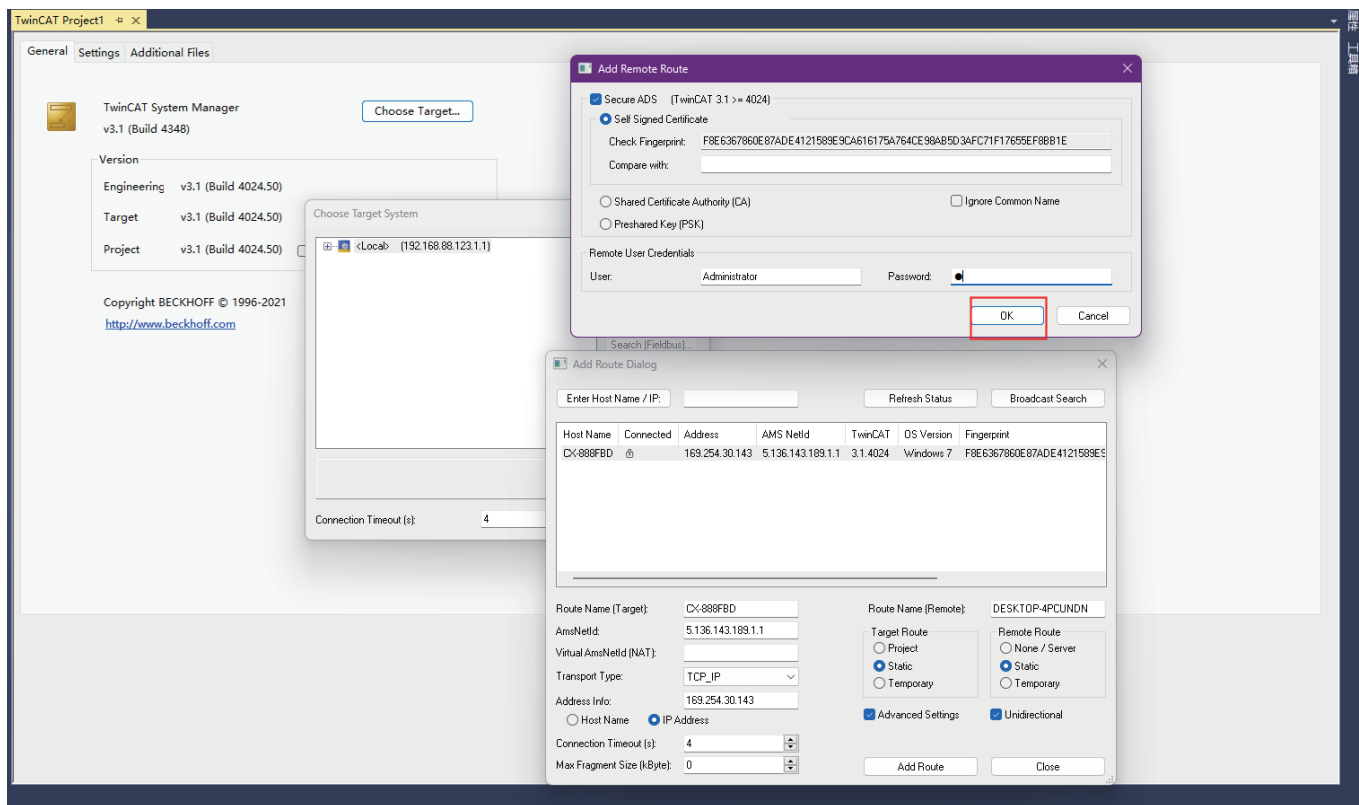 TwinCAT Project1
属性
工具箱
General Settings Additional Files
TwinCAT System Manager
v3.1 (Build 4348)
Choose Target...
Version
Engineering v3.1 (Build 4024.50)
Target v3.1 (Build 4024.50)
Project v3.1 (Build 4024.50)
Copyright BECKHOFF © 1996-2021
http://www.beckhoff.com
Choose Target System
<Local> (192.168.88.123.1.1)
Connection Timeout (s): 4
Search (Fieldbus)...
Add Remote Route
Secure ADS (TwinCAT 3.1 >= 4024)
Self Signed Certificate
Check Fingerprint: F8E6367860E87ADE4121589E9CA616175A764CE98AB5D3AFC71F17655EF8BB1E
Compare with:
Shared Certificate Authority (CA) Ignore Common Name
Preshared Key (PSK)
Remote User Credentials
User: Administrator Password:
OK Cancel
Add Route Dialog
Enter Host Name / IP: Refresh Status Broadcast Search
Host Name Connected Address AMS NetId TwinCAT OS Version Fingerprint
CX-888FBD 169.254.30.143 5.136.143.189.1.1 3.1.4024 Windows 7 F8E6367860E87ADE4121589E9
Route Name (Target): CX-888FBD Route Name (Remote): DESKTOP-4PCUNDN
AmsNetId: 5.136.143.189.1.1 Target Route Remote Route
Virtual AmsNetId (NAT): Project None / Server
Transport Type: TCP_IP Static Static
Address Info: 169.254.30.143 Temporary Temporary
Host Name IP Address Advanced Settings Unidirectional
Connection Timeout (s): 4
Max Fragment Size (kByte): 0 Add Route Close